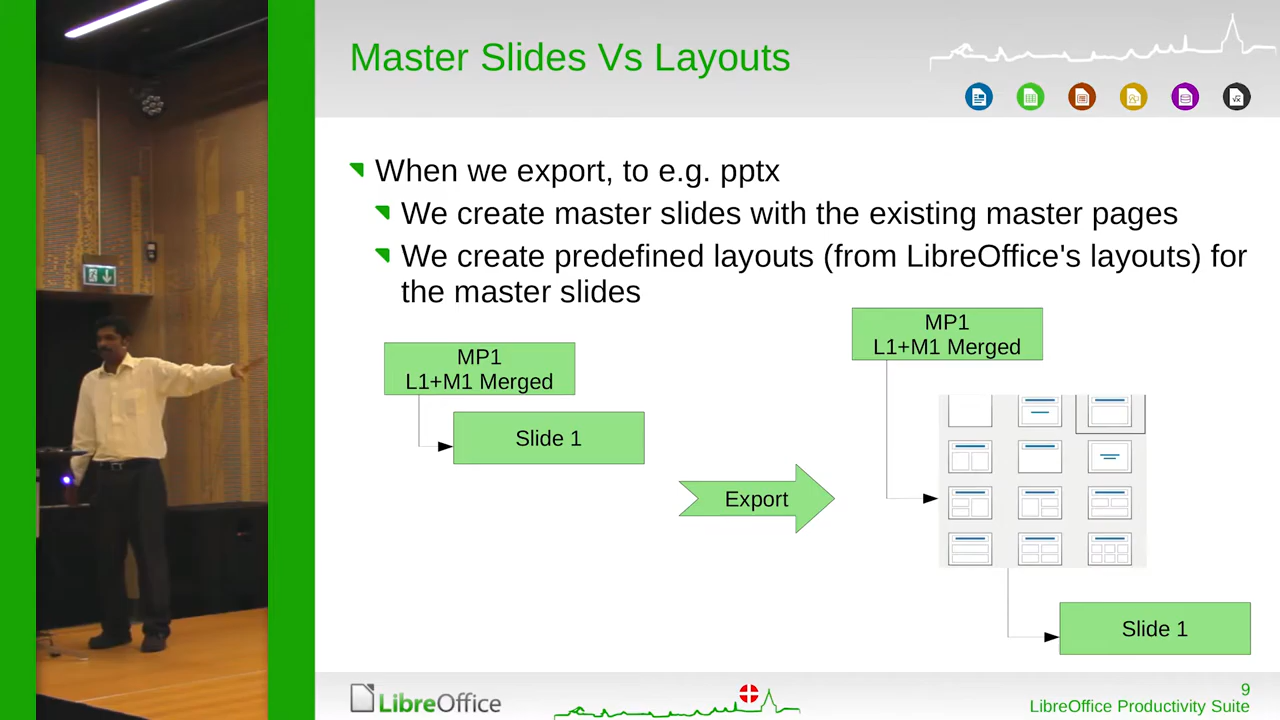 Master Slides Vs Layouts
When we export, to e.g. pptx
We create master slides with the existing master pages
We create predefined layouts (from LibreOffice's layouts) for
the master slides
MP1
L1+M1 Merged
Slide 1
Export
MP1
L1+M1 Merged
Slide 1
LibreOffice
9
LibreOffice Productivity Suite